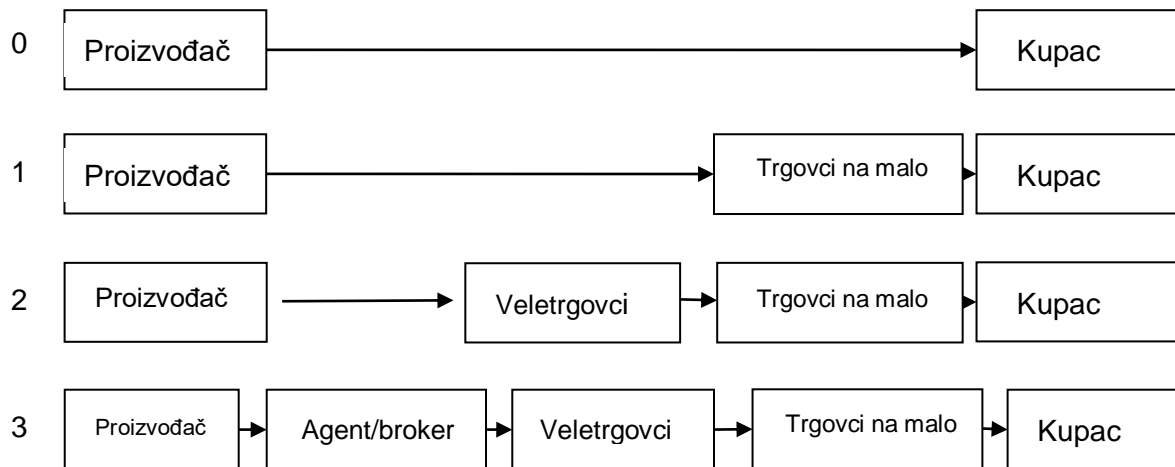 0 Proizvođač Kupac
1 Proizvođač Trgovci na malo Kupac
2 Proizvođač Veletrgovci Trgovci na malo Kupac
3 Proizvođač Agent/broker Veletrgovci Trgovci na malo Kupac